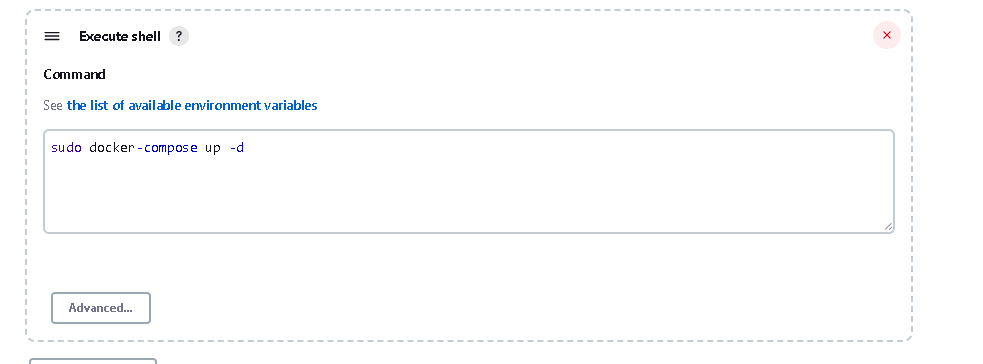 Execute shell ?
Command
See the list of available environment variables
sudo docker-compose up -d
Advanced...